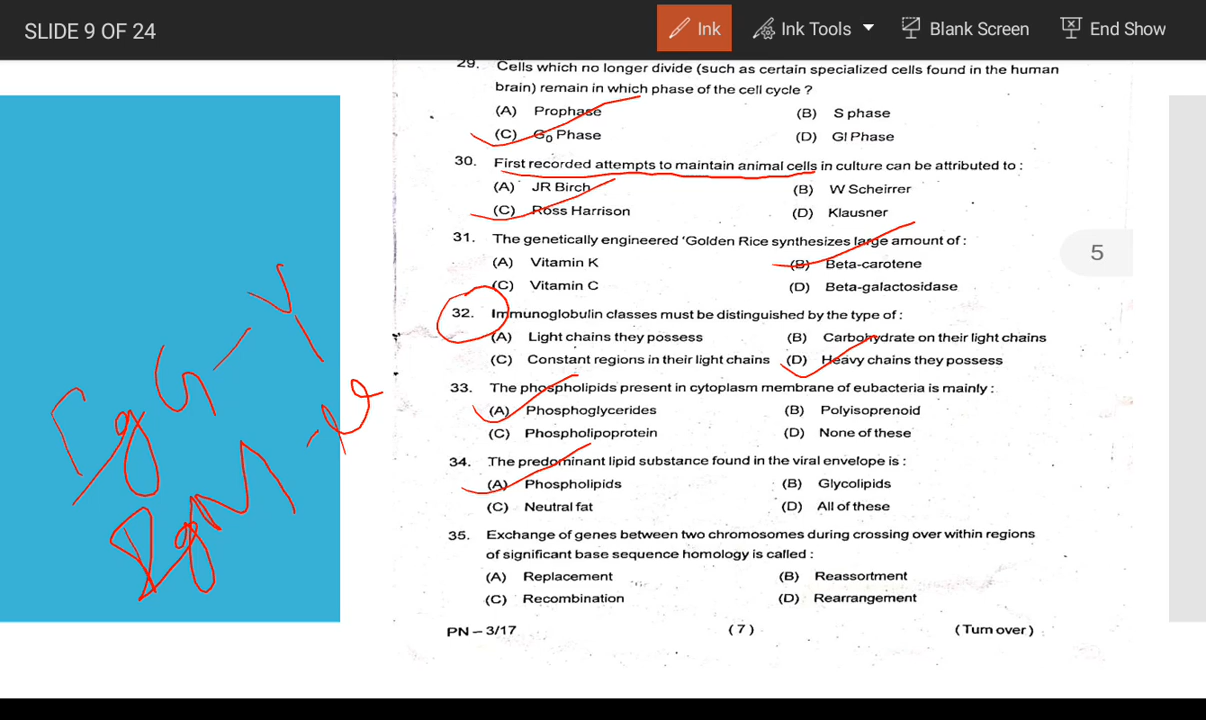 SLIDE 9 OF 24
Ink
Ink Tools
Blank Screen
End Show
29. Cells which no longer divide (such as certain specialized cells found in the human
brain) remain in which phase of the cell cycle ?
(A) Prophase (B) S phase
(C) G0 Phase (D) GI Phase
30. First recorded attempts to maintain animal cells in culture can be attributed to :
(A) JR Birch (B) W Scheirrer
(C) Ross Harrison (D) Klausner
31. The genetically engineered 'Golden Rice synthesizes large amount of :
(A) Vitamin K (B) Beta-carotene
(C) Vitamin C (D) Beta-galactosidase
32. Immunoglobulin classes must be distinguished by the type of :
(A) Light chains they possess (B) Carbohydrate on their light chains
(C) Constant regions in their light chains (D) Heavy chains they possess
33. The phospholipids present in cytoplasm membrane of eubacteria is mainly :
(A) Phosphoglycerides (B) Polyisoprenoid
(C) Phospholipoprotein (D) None of these
34. The predominant lipid substance found in the viral envelope is :
(A) Phospholipids (B) Glycolipids
(C) Neutral fat (D) All of these
35. Exchange of genes between two chromosomes during crossing over within regions
of significant base sequence homology is called :
(A) Replacement (B) Reassortment
(C) Recombination (D) Rearrangement
PN – 3/17 (7) (Turn over)
5
IgG - γ
IgM -